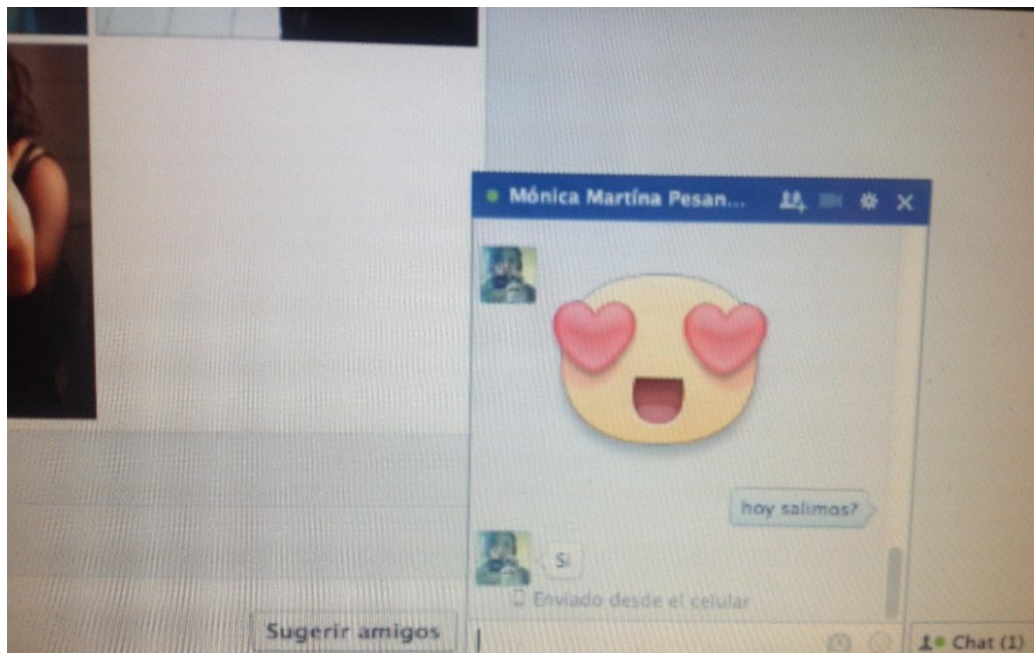 Mónica Martína Pesan...
hoy salimos?
Si
Enviado desde el celular
Sugerir amigos
Chat (1)